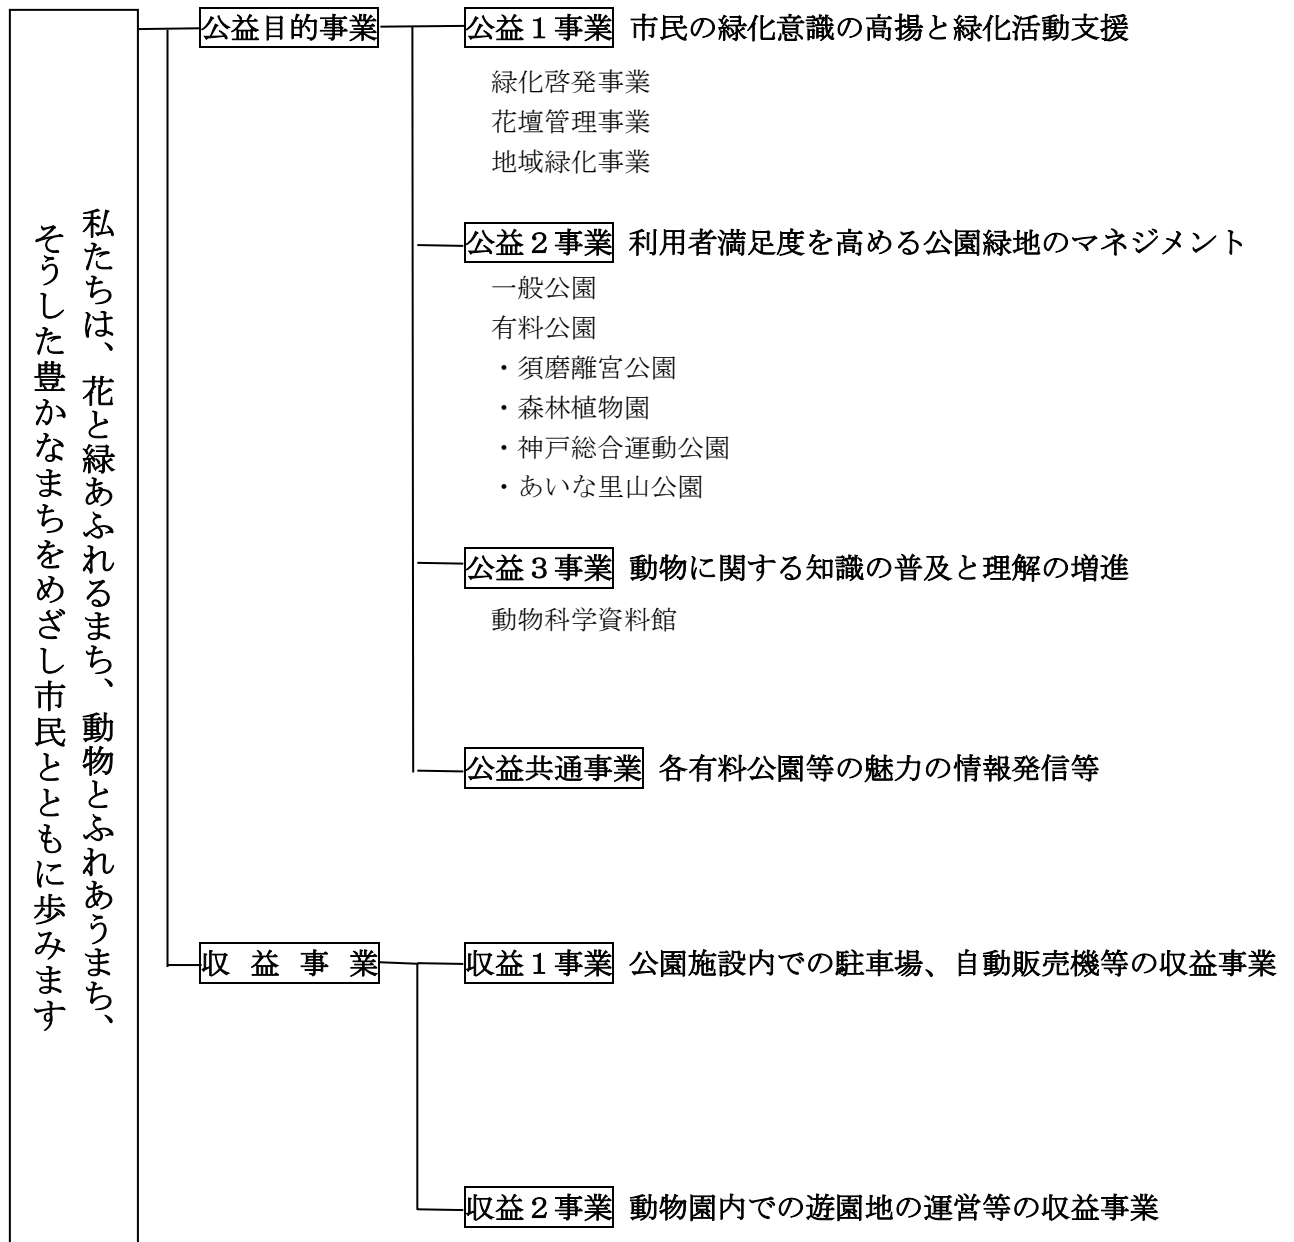 私たちは、花と緑あふれるまち、動物とふれあうまち、
そうした豊かなまちをめざし市民とともに歩みます
公益目的事業
公益１事業 市民の緑化意識の高揚と緑化活動支援
緑化啓発事業
花壇管理事業
地域緑化事業
公益２事業 利用者満足度を高める公園緑地のマネジメント
一般公園
有料公園
・須磨離宮公園
・森林植物園
・神戸総合運動公園
・あいな里山公園
公益３事業 動物に関する知識の普及と理解の増進
動物科学資料館
公益共通事業 各有料公園等の魅力の情報発信等
収 益 事 業
収益１事業 公園施設内での駐車場、自動販売機等の収益事業
収益２事業 動物園内での遊園地の運営等の収益事業